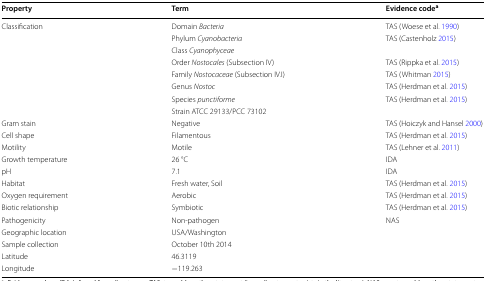 Property Term Evidence codeᵃ
Classification Domain Bacteria TAS (Woese et al. 1990)
Phylum Cyanobacteria TAS (Castenholz 2015)
Class Cyanophyceae
Order Nostocales (Subsection IV) TAS (Rippka et al. 2015)
Family Nostocaceae (Subsection IV.I) TAS (Whitman 2015)
Genus Nostoc TAS (Herdman et al. 2015)
Species punctiforme TAS (Herdman et al. 2015)
Strain ATCC 29133/PCC 73102
Gram stain Negative TAS (Hoiczyk and Hansel 2000)
Cell shape Filamentous TAS (Herdman et al. 2015)
Motility Motile TAS (Lehner et al. 2011)
Growth temperature 26 °C IDA
pH 7.1 IDA
Habitat Fresh water, Soil TAS (Herdman et al. 2015)
Oxygen requirement Aerobic TAS (Herdman et al. 2015)
Biotic relationship Symbiotic TAS (Herdman et al. 2015)
Pathogenicity Non-pathogen NAS
Geographic location USA/Washington
Sample collection October 10th 2014
Latitude 46.3119
Longitude −119.263